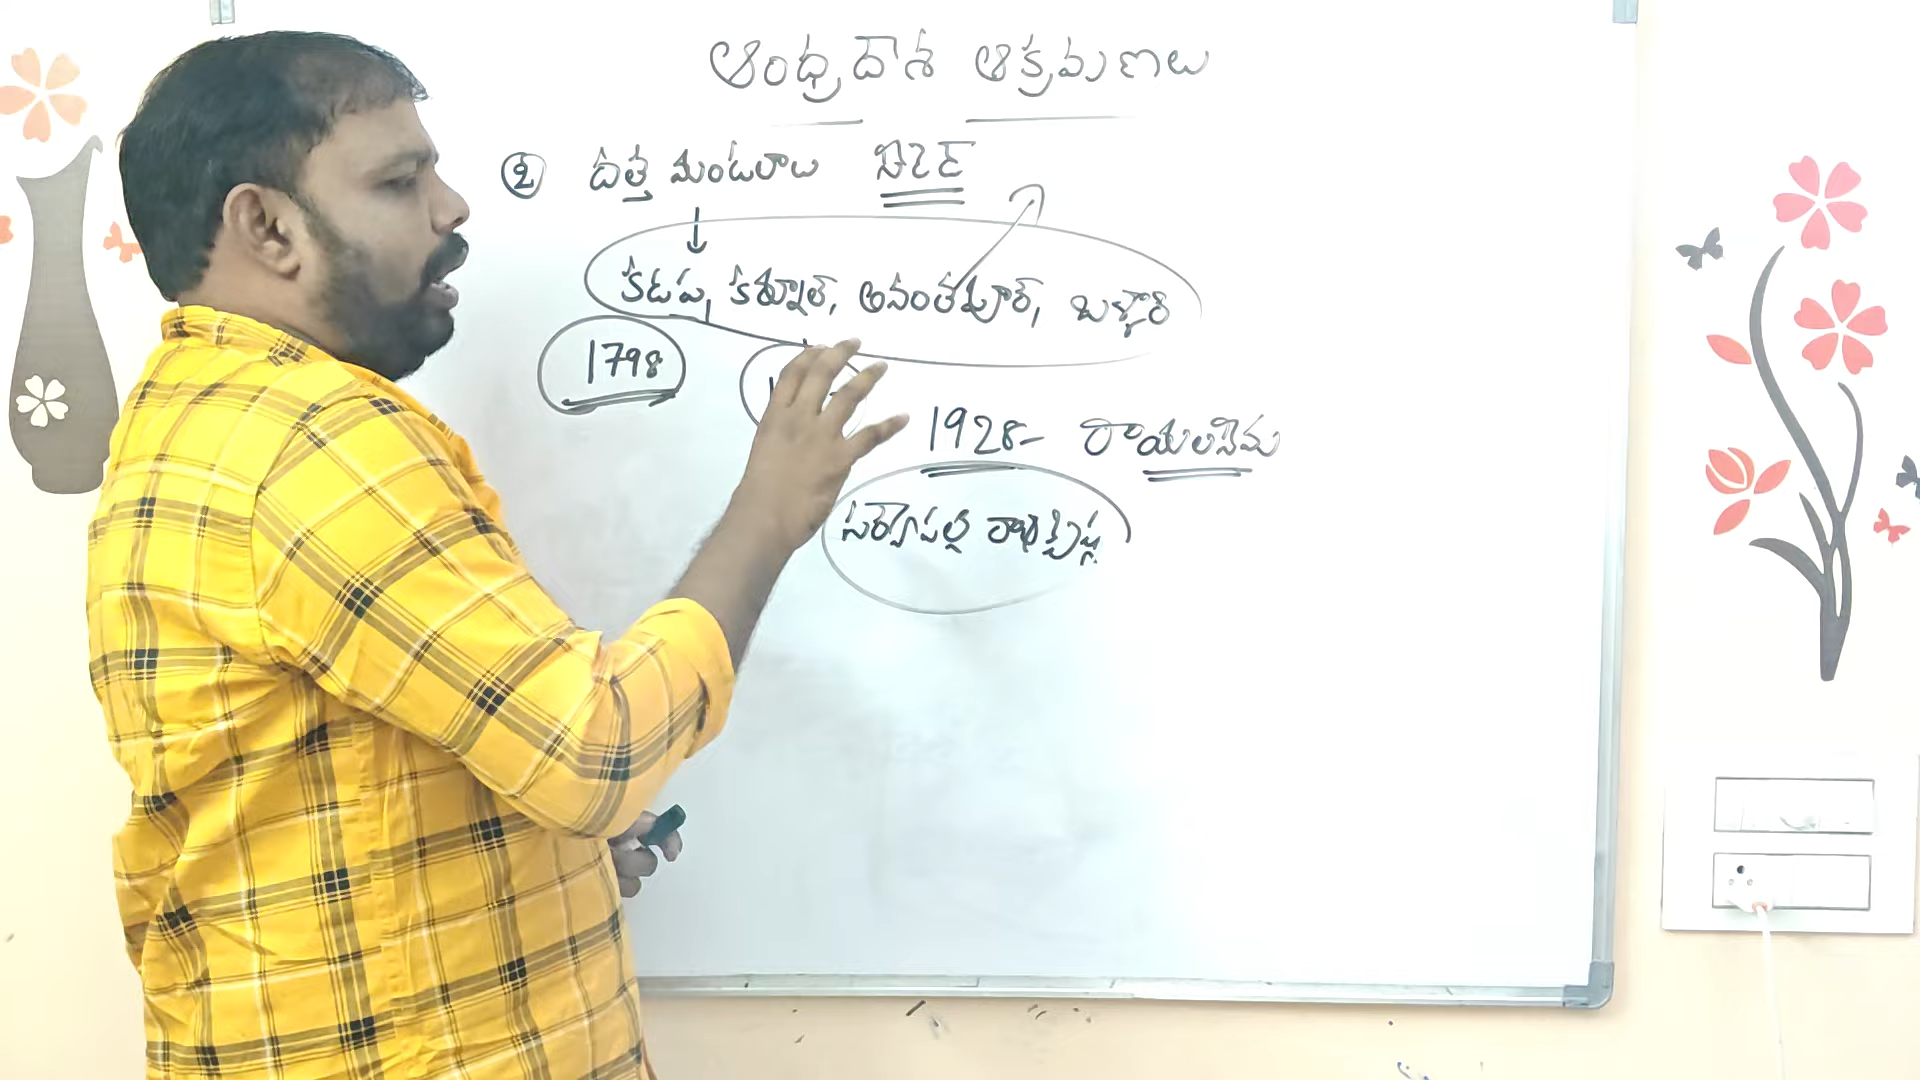 ఆంధ్రదేశ ఆక్రమణలు
② దత్త మండలాలు
కడప, కర్నూల్, అనంతపూర్, బళ్ళారి
1798
1928- రాయలసీమ
సర్వేపల్లి రాధాకృష్ణ